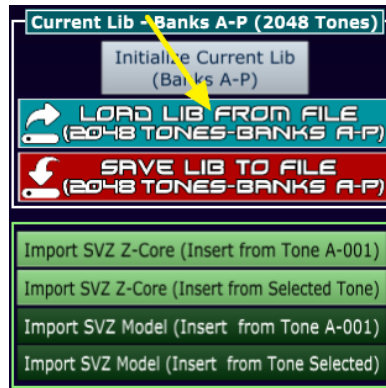 Current Lib - Banks A-P (2048 Tones)
Initialize Current Lib
(Banks A-P)
LOAD LIB FROM FILE
(2048 TONES-BANKS A-P)
SAVE LIB TO FILE
(2048 TONES-BANKS A-P)
Import SVZ Z-Core (Insert from Tone A-001)
Import SVZ Z-Core (Insert from Selected Tone)
Import SVZ Model (Insert  from Tone A-001)
Import SVZ Model (Insert  from Tone Selected)